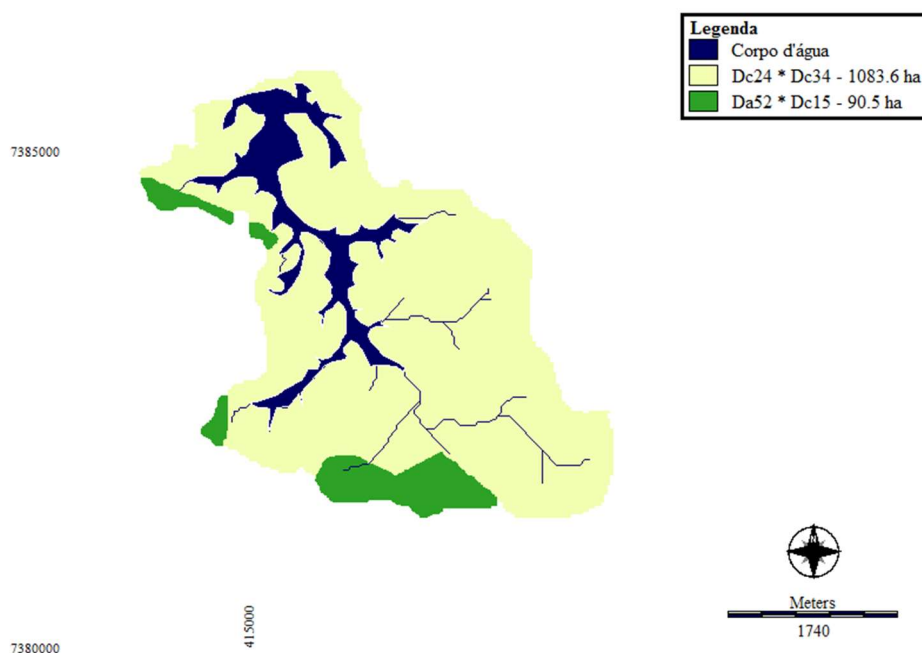 Legenda
Corpo d'água
Dc24 * Dc34 - 1083.6 ha
Da52 * Dc15 - 90.5 ha
7385000
415000
Meters
1740
7380000